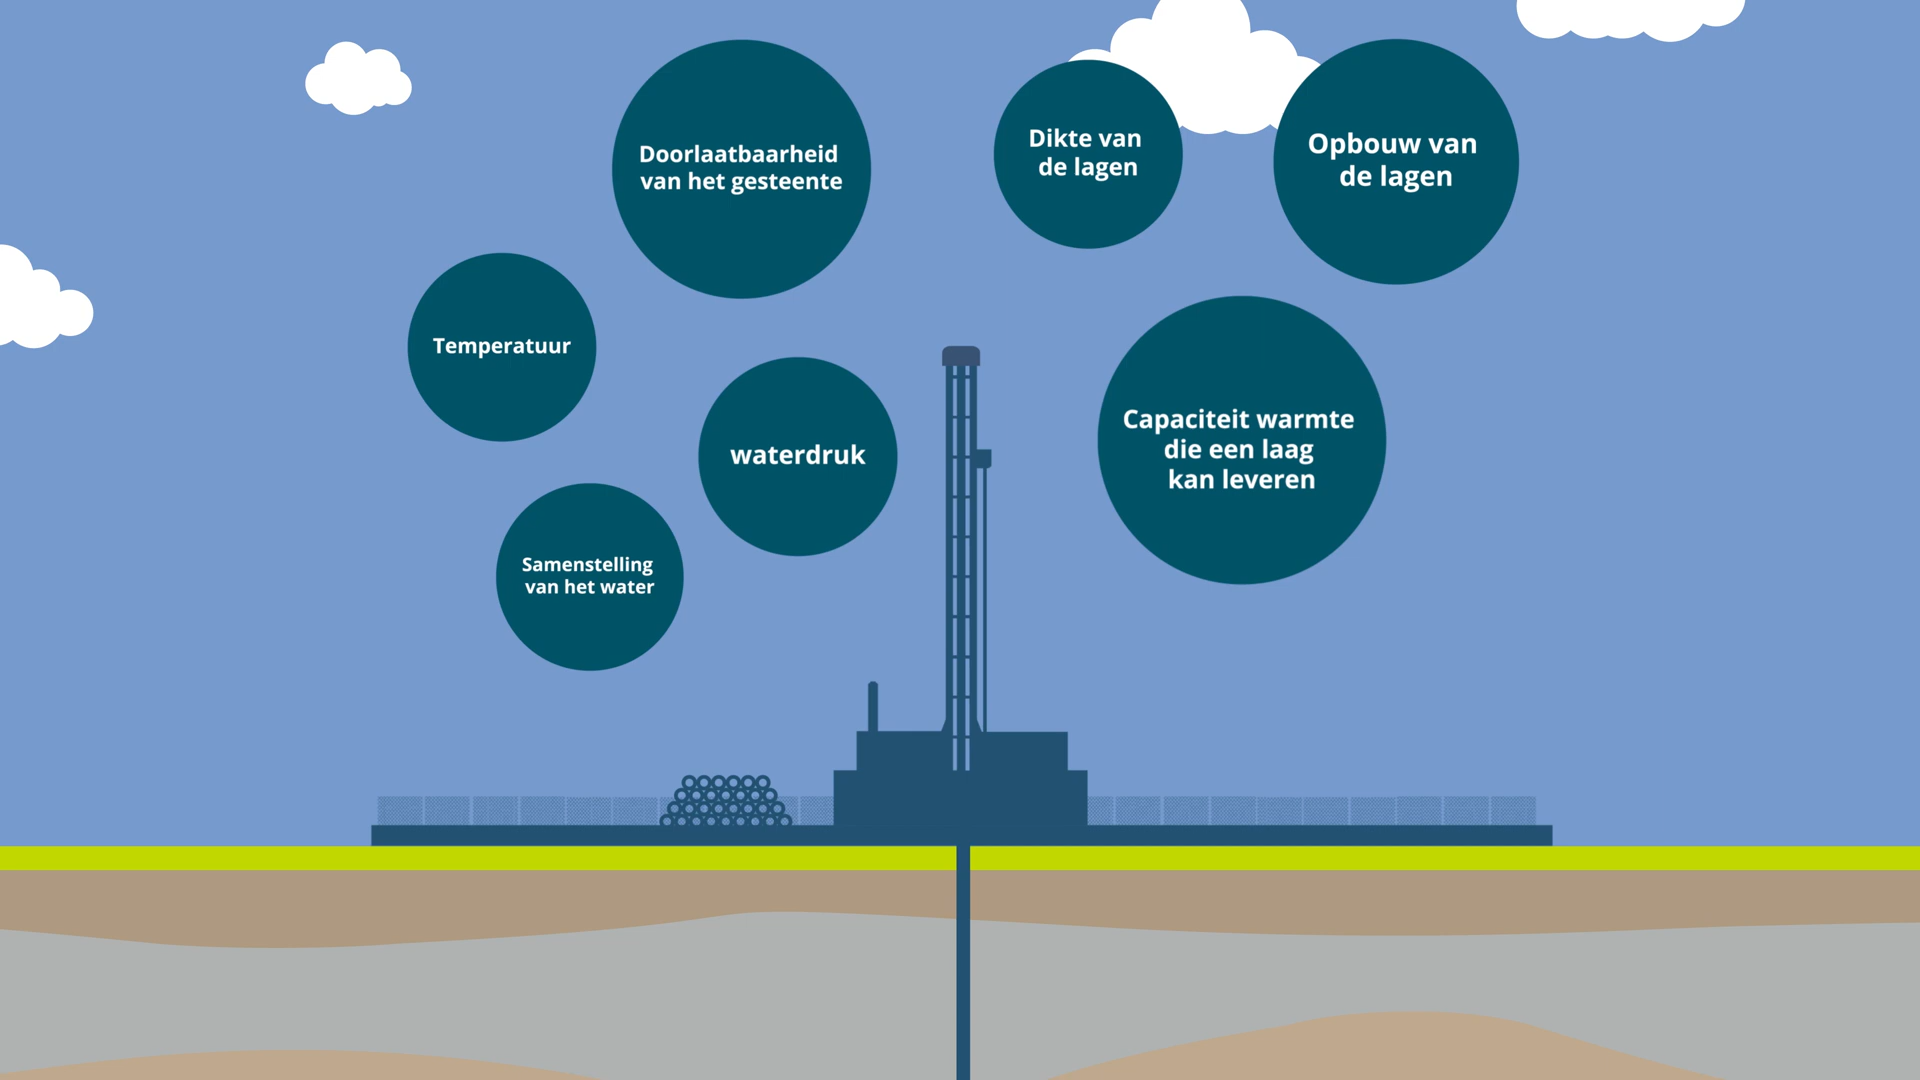 Doorlaatbaarheid
van het gesteente
Dikte van
de lagen
Opbouw van
de lagen
Temperatuur
waterdruk
Capaciteit warmte
die een laag
kan leveren
Samenstelling
van het water